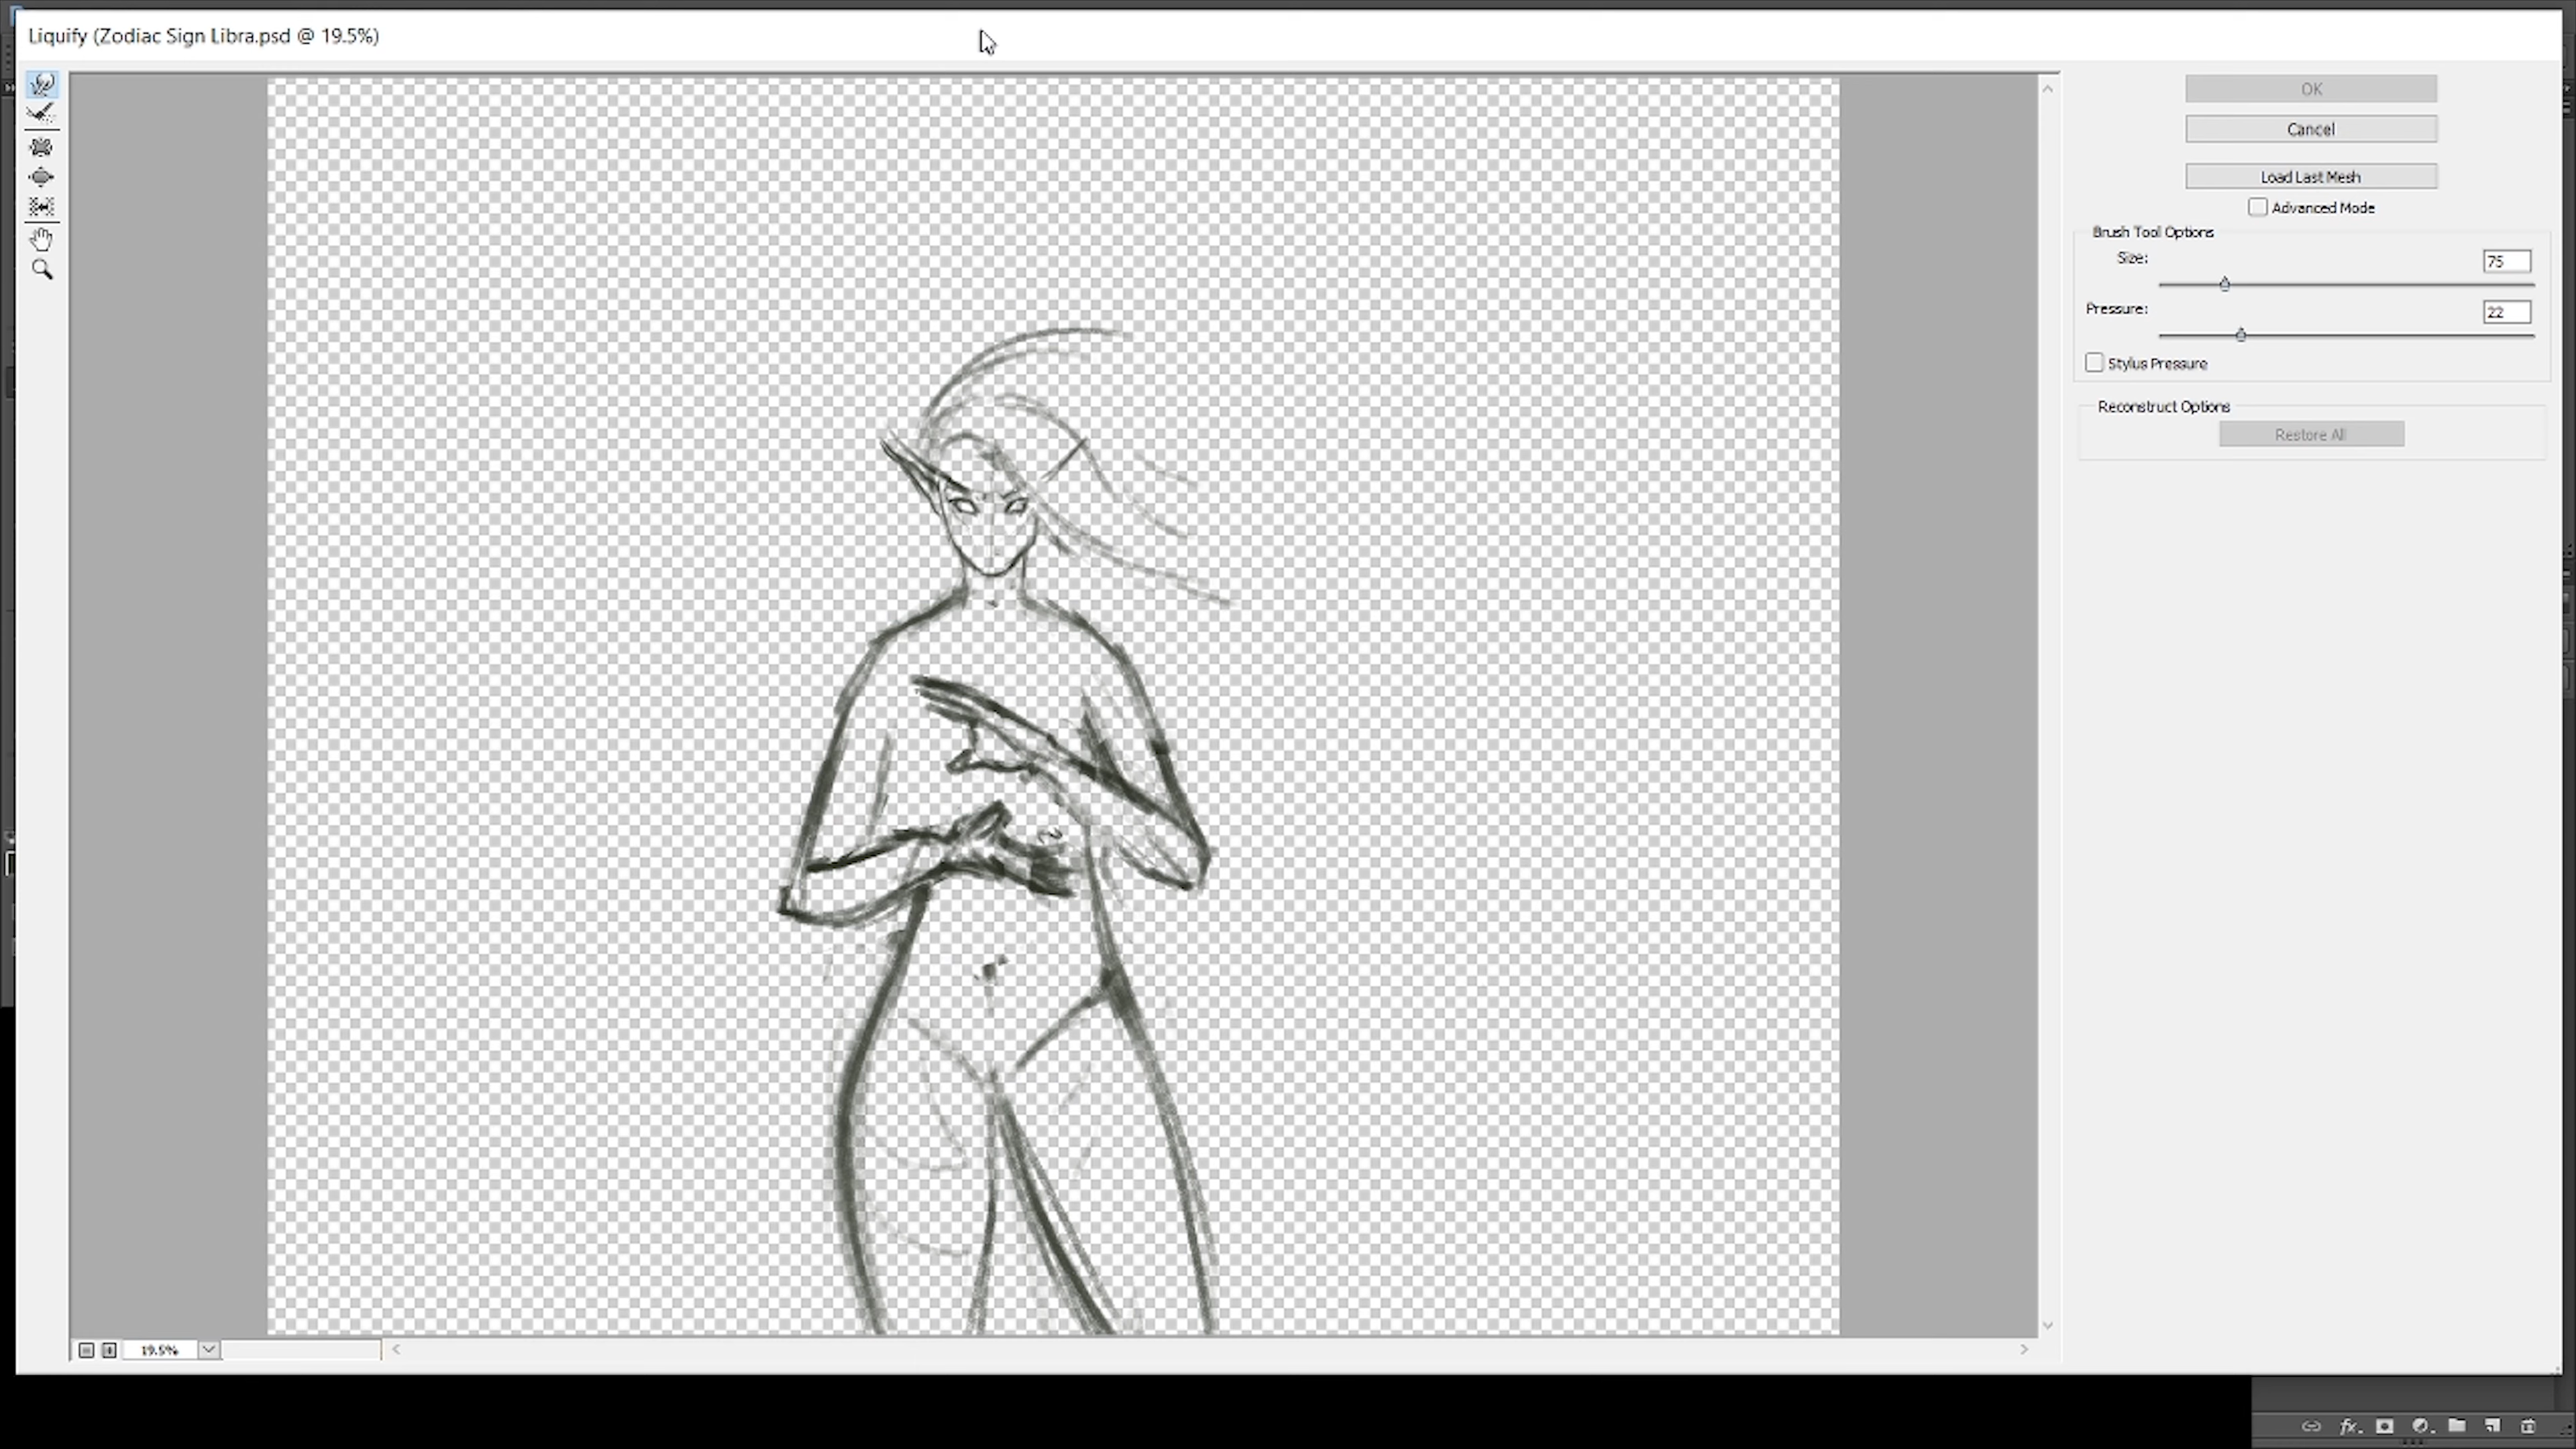 Liquify (Zodiac Sign Libra.psd @ 19.5%)
OK
Cancel
Load Last Mesh
Advanced Mode
Brush Tool Options
Size:
75
Pressure:
22
Stylus Pressure
Reconstruct Options
Restore All
19.5%
fx